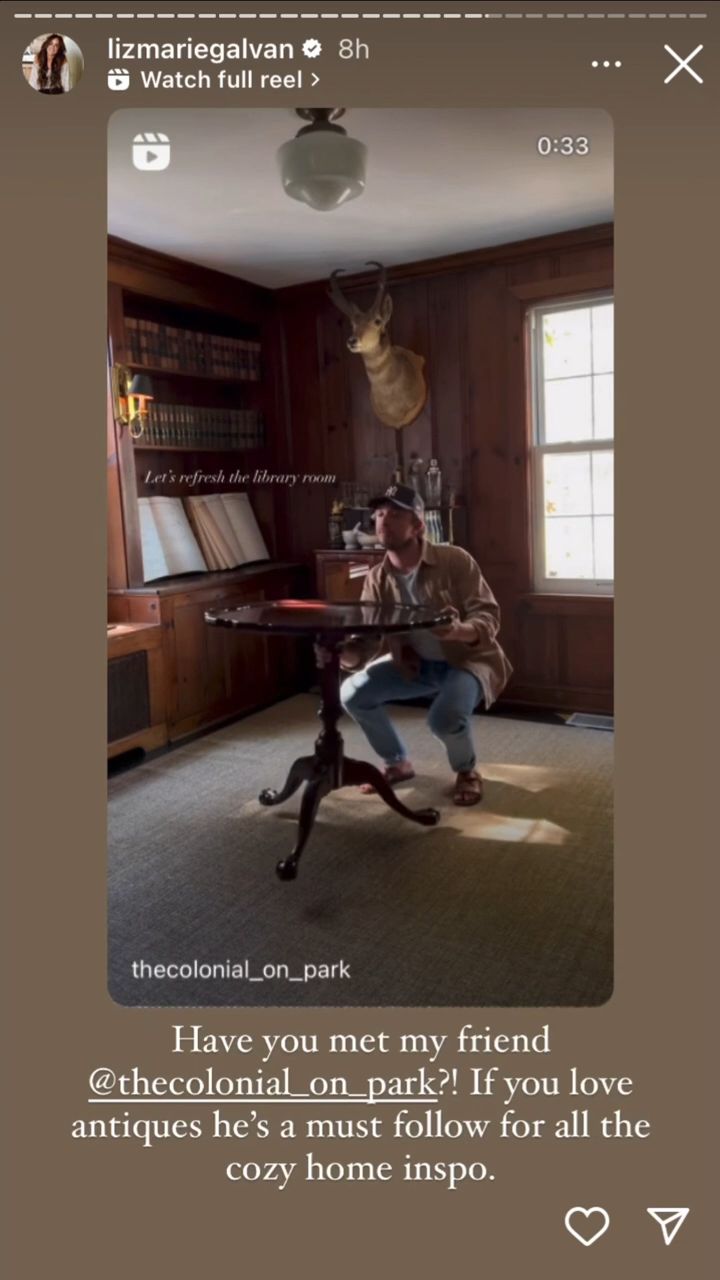 lizmariegalvan 8h
Watch full reel >
0:33
Let's refresh the library room
thecolonial_on_park
Have you met my friend
@thecolonial_on_park?! If you love
antiques he’s a must follow for all the
cozy home inspo.